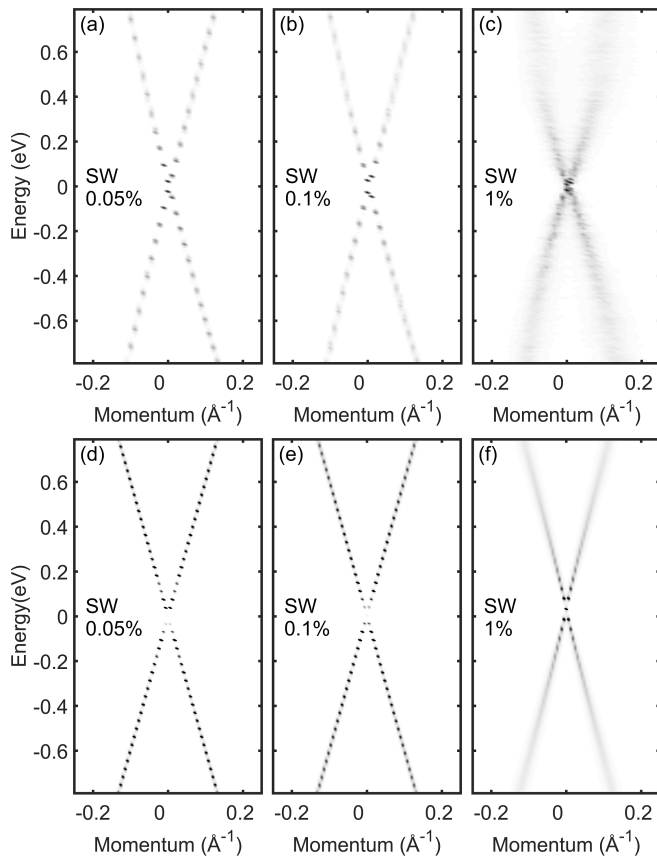 (a)
(b)
(c)
0.6
0.4
0.2
0
-0.2
-0.4
-0.6
Energy (eV)
SW
0.05%
SW
0.1%
SW
1%
-0.2 0 0.2
-0.2 0 0.2
-0.2 0 0.2
Momentum (Å⁻¹)
Momentum (Å⁻¹)
Momentum (Å⁻¹)
(d)
(e)
(f)
0.6
0.4
0.2
0
-0.2
-0.4
-0.6
Energy(eV)
SW
0.05%
SW
0.1%
SW
1%
-0.2 0 0.2
-0.2 0 0.2
-0.2 0 0.2
Momentum (Å⁻¹)
Momentum (Å⁻¹)
Momentum (Å⁻¹)